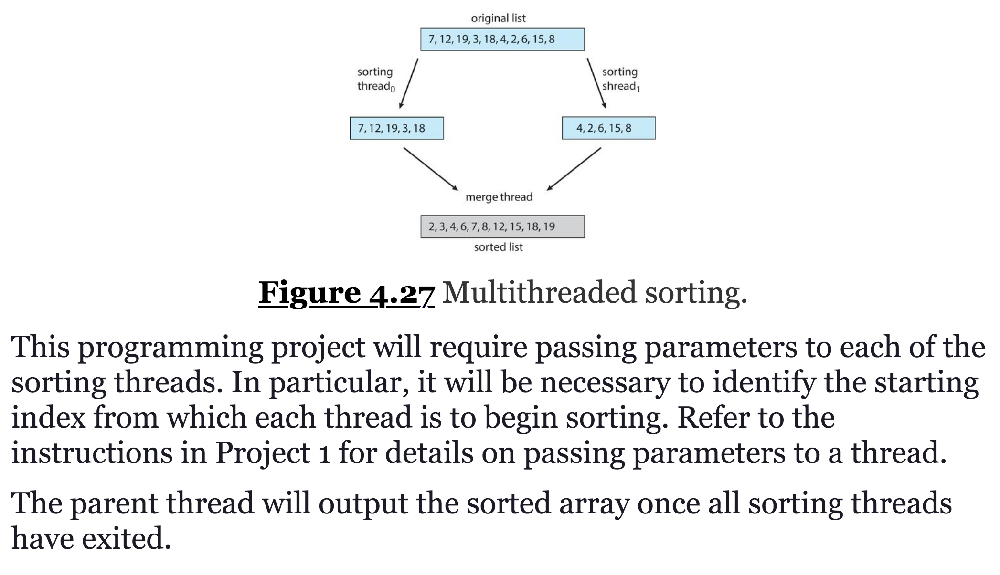 original list
7, 12, 19, 3, 18, 4, 2, 6, 15, 8
sorting
thread0
sorting
shread1
7, 12, 19, 3, 18
4, 2, 6, 15, 8
merge thread
2, 3, 4, 6, 7, 8, 12, 15, 18, 19
sorted list
Figure 4.27 Multithreaded sorting.
This programming project will require passing parameters to each of the
sorting threads. In particular, it will be necessary to identify the starting
index from which each thread is to begin sorting. Refer to the
instructions in Project 1 for details on passing parameters to a thread.
The parent thread will output the sorted array once all sorting threads
have exited.